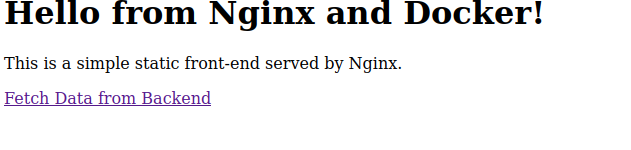 Hello from Nginx and Docker!
This is a simple static front-end served by Nginx.
Fetch Data from Backend